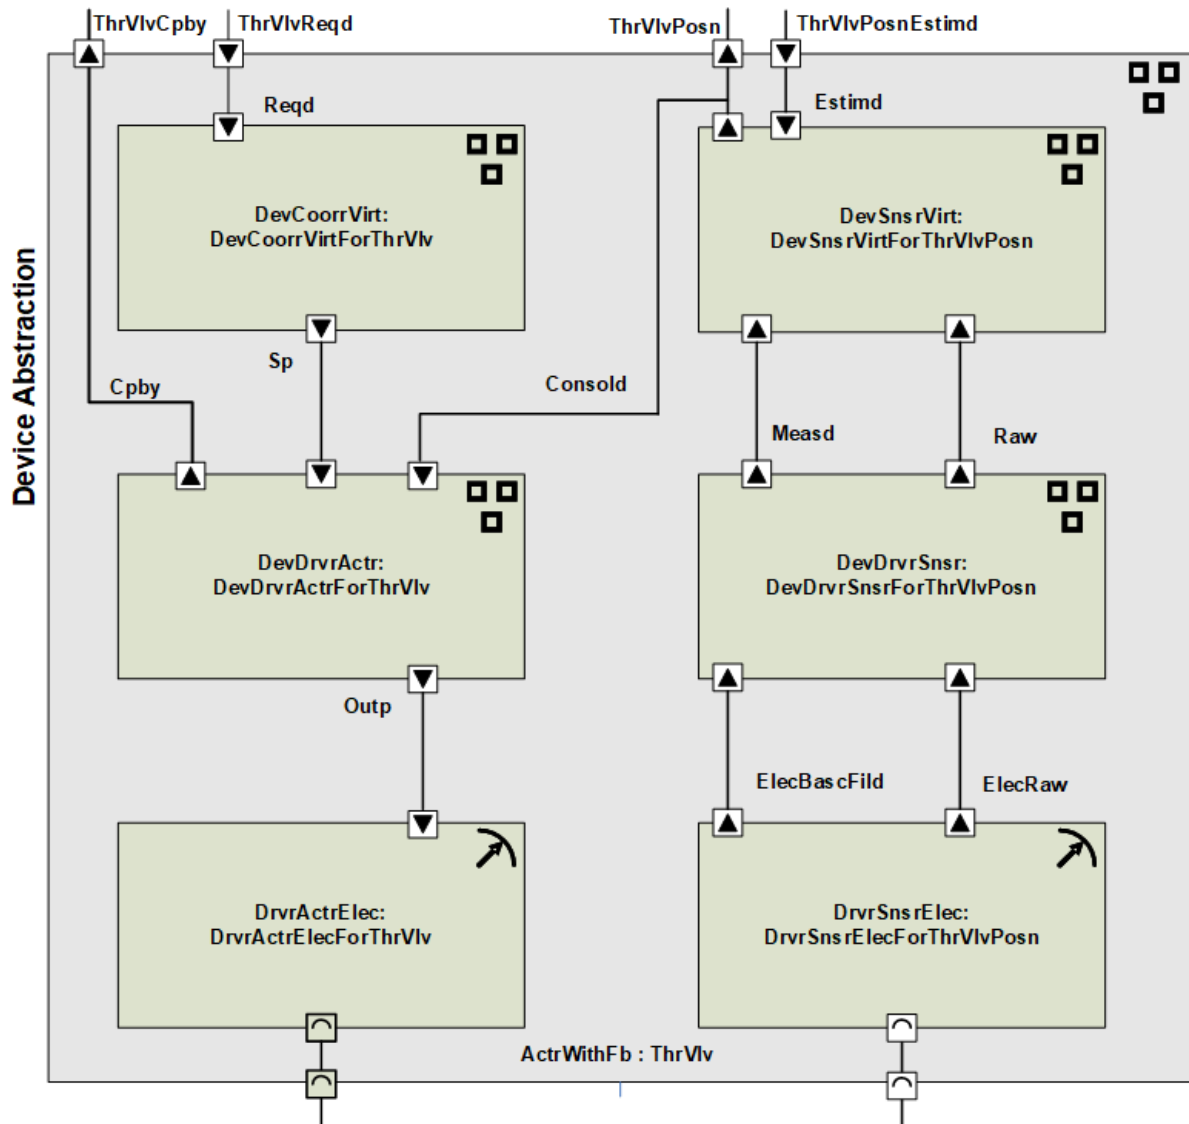 ThrVlvCpby
ThrVlvReqd
ThrVlvPosn
ThrVlvPosnEstimd
Reqd
Estimd
DevCoorrVirt:
DevCoorrVirtForThrVlv
DevSnsrVirt:
DevSnsrVirtForThrVlvPosn
Device Abstraction
Sp
Cpby
Consold
Measd
Raw
DevDrvrActr:
DevDrvrActrForThrVlv
DevDrvrSnsr:
DevDrvrSnsrForThrVlvPosn
Outp
ElecBascFild
ElecRaw
DrvrActrElec:
DrvrActrElecForThrVlv
DrvrSnsrElec:
DrvrSnsrElecForThrVlvPosn
ActrWithFb : ThrVlv